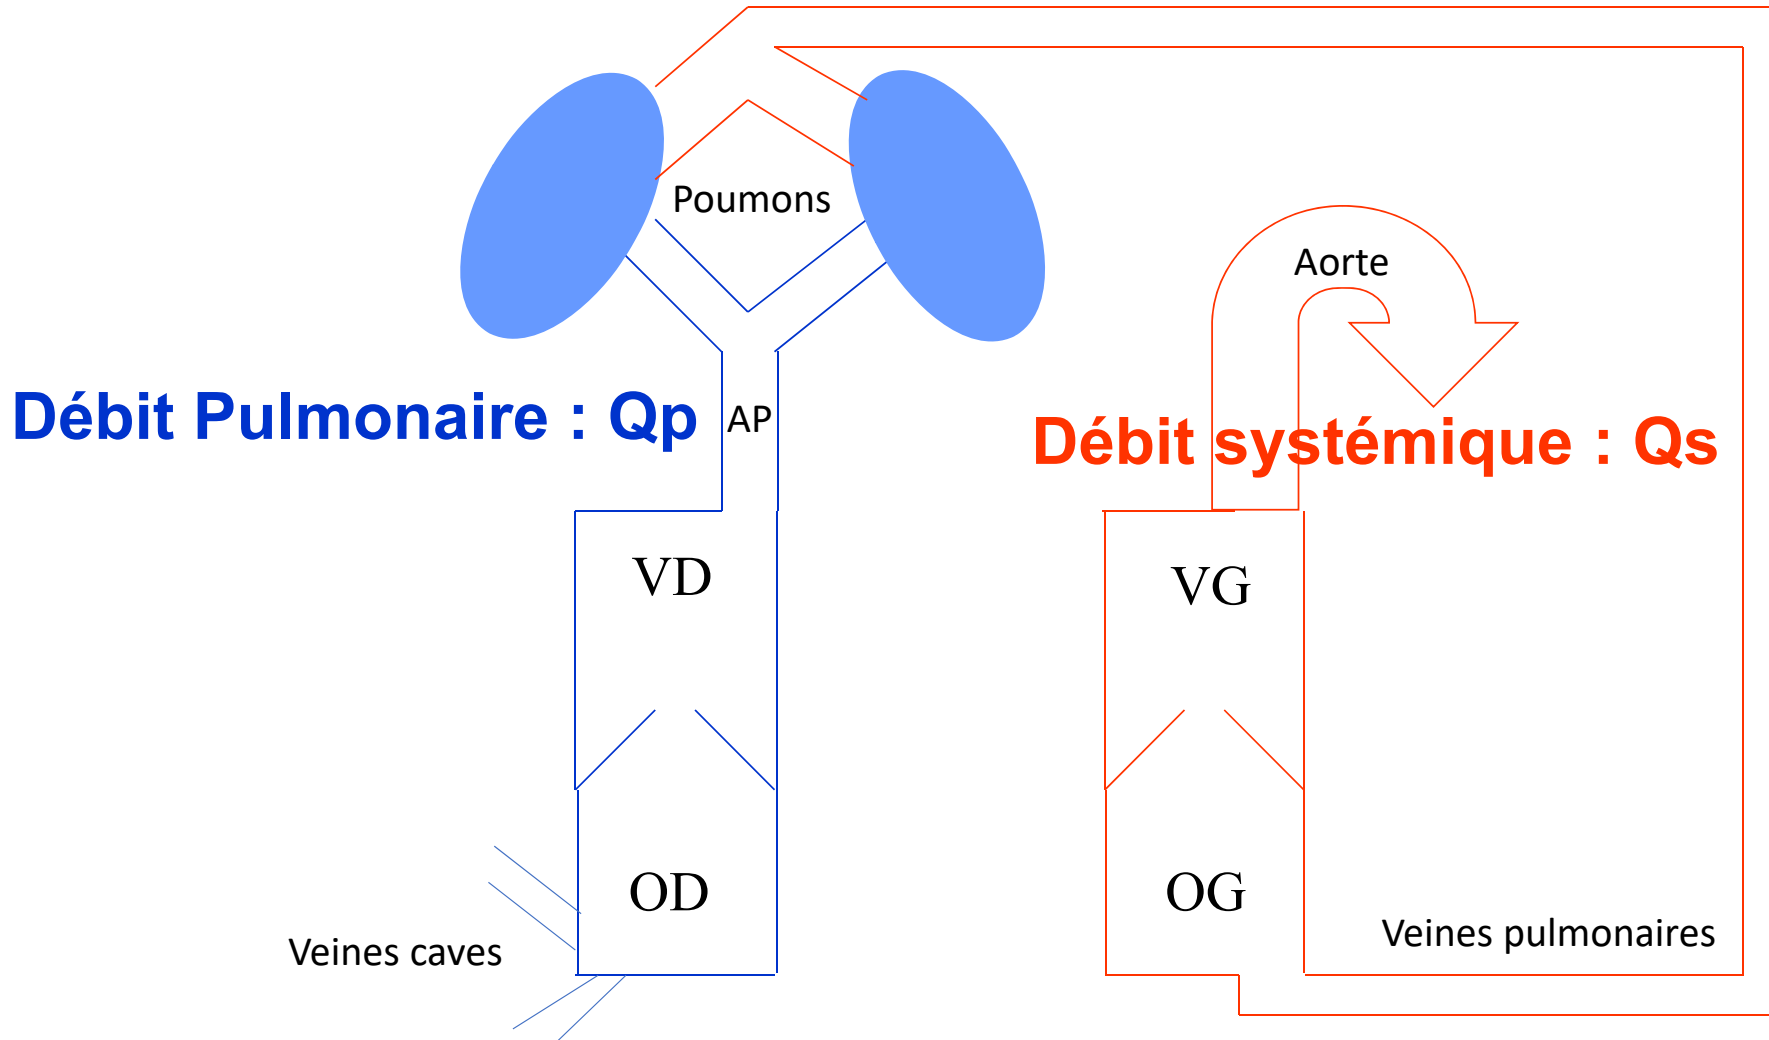 Poumons
Aorte
Débit Pulmonaire : Qp
AP
Débit systémique : Qs
VD
VG
OD
OG
Veines caves
Veines pulmonaires